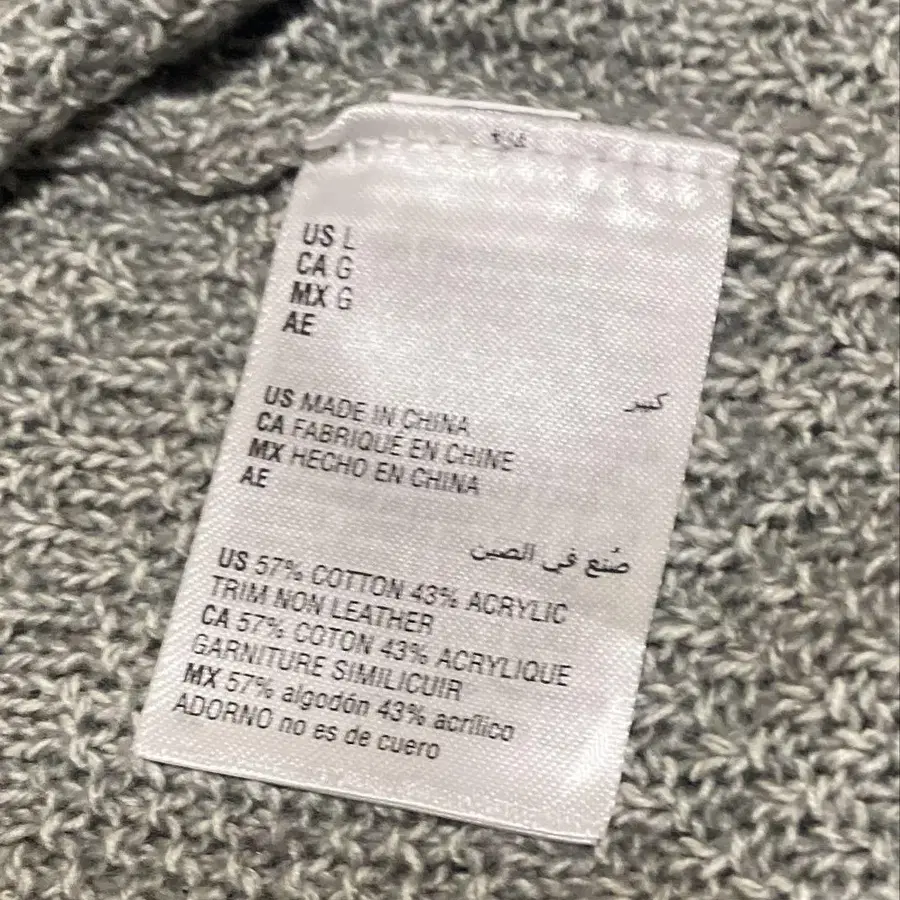 US L
CA G
MX G
AE
كبير
US MADE IN CHINA
CA FABRIQUÉ EN CHINE
MX HECHO EN CHINA
AE
صُنع في الصين
US 57% COTTON 43% ACRYLIC
TRIM NON LEATHER
CA 57% COTON 43% ACRYLIQUE
GARNITURE SIMILICUIR
MX 57% algodón 43% acrílico
ADORNO no es de cuero